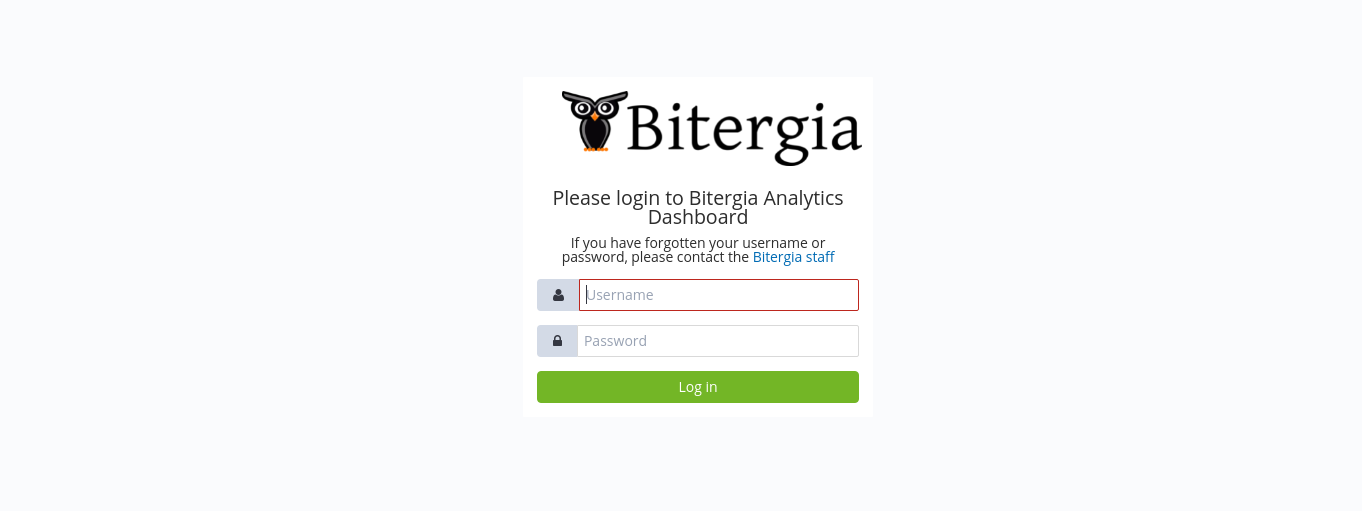 Bitergia
Please login to Bitergia Analytics
Dashboard
If you have forgotten your username or
password, please contact the Bitergia staff
Username
Password
Log in